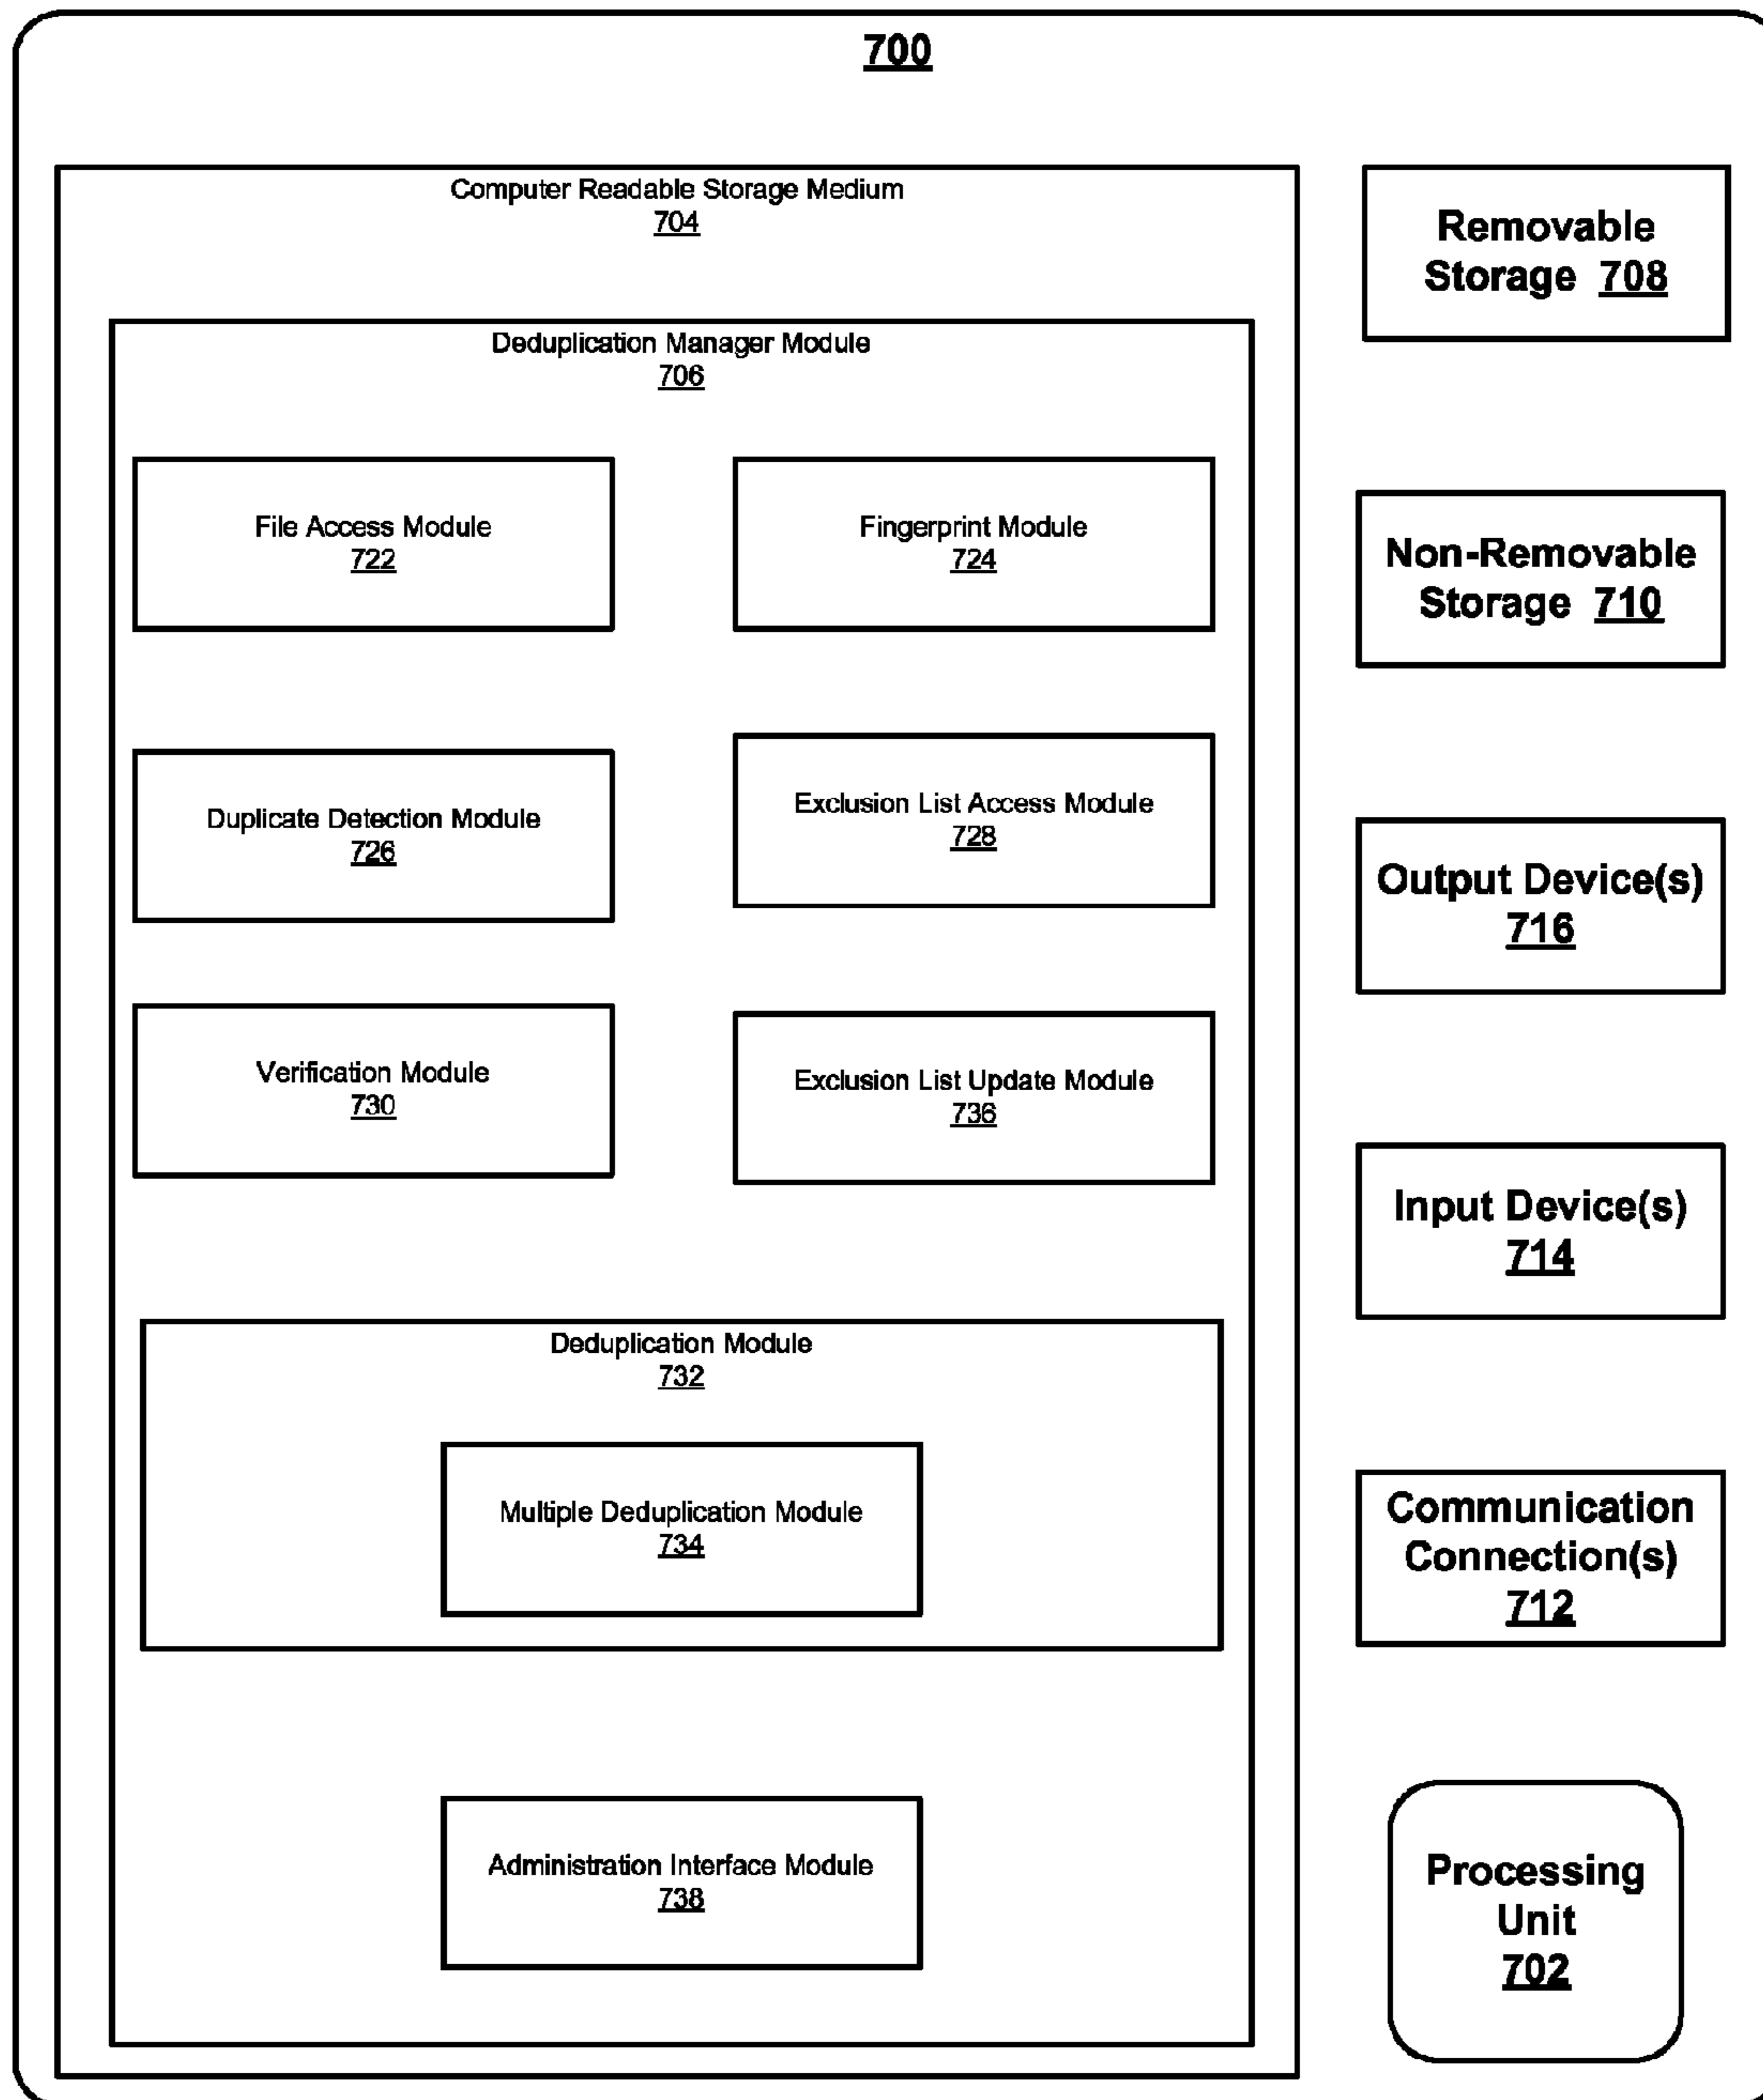 700
Computer Readable Storage Medium
704
Deduplication Manager Module
706
File Access Module
722
Fingerprint Module
724
Duplicate Detection Module
726
Exclusion List Access Module
728
Verification Module
730
Exclusion List Update Module
736
Deduplication Module
732
Multiple Deduplication Module
734
Administration Interface Module
738
Removable
Storage 708
Non-Removable
Storage 710
Output Device(s)
716
Input Device(s)
714
Communication
Connection(s)
712
Processing
Unit
702